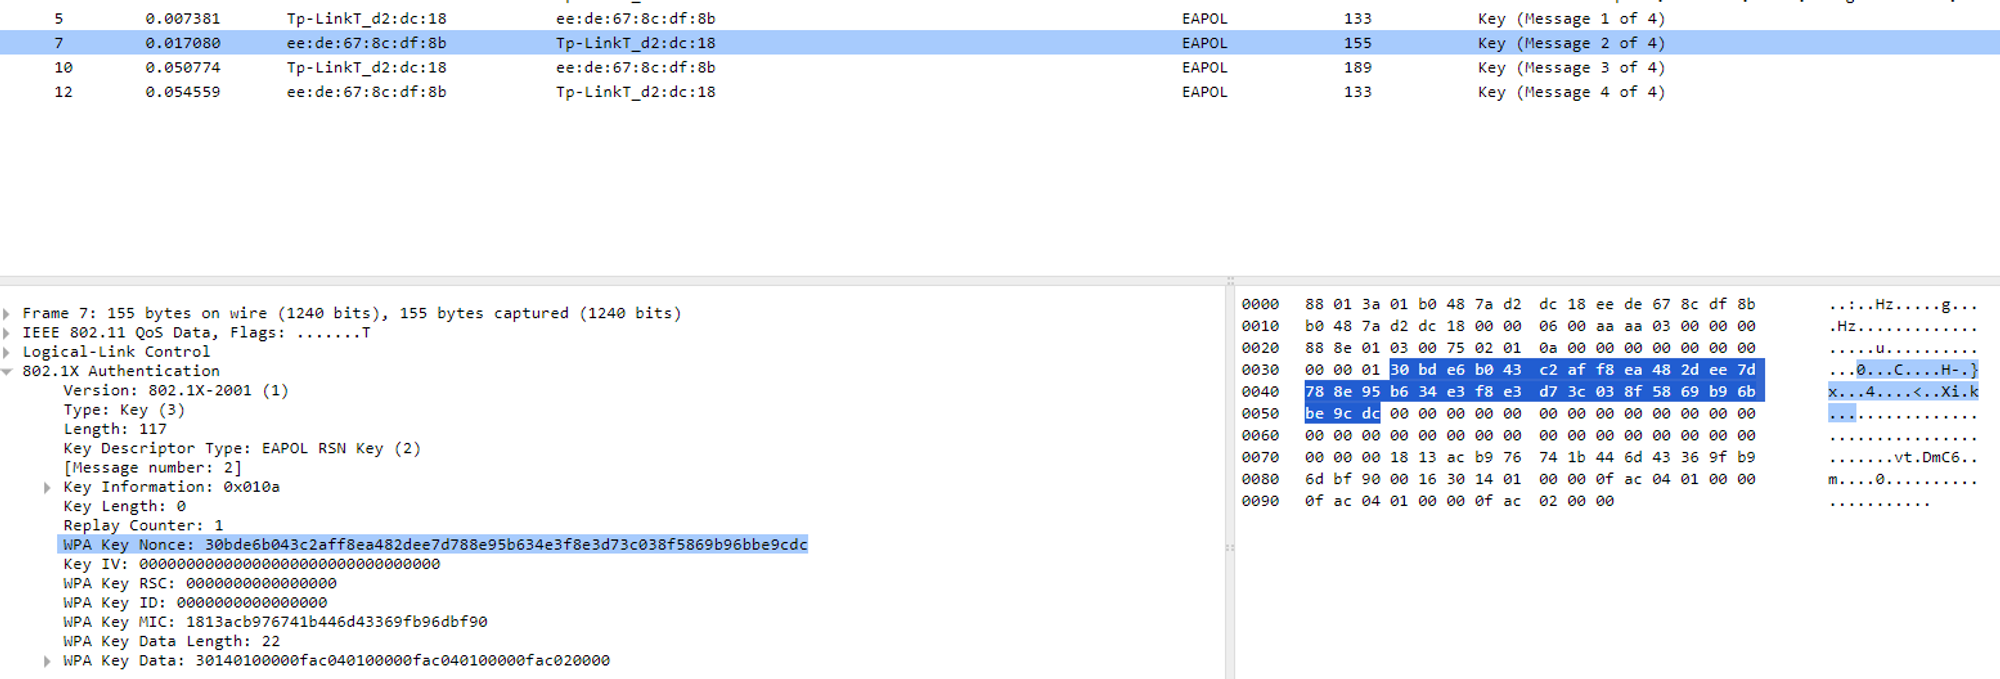 5 0.007381 Tp-LinkT_d2:dc:18 ee:de:67:8c:df:8b EAPOL 133 Key (Message 1 of 4)
7 0.017080 ee:de:67:8c:df:8b Tp-LinkT_d2:dc:18 EAPOL 155 Key (Message 2 of 4)
10 0.050774 Tp-LinkT_d2:dc:18 ee:de:67:8c:df:8b EAPOL 189 Key (Message 3 of 4)
12 0.054559 ee:de:67:8c:df:8b Tp-LinkT_d2:dc:18 EAPOL 133 Key (Message 4 of 4)
Frame 7: 155 bytes on wire (1240 bits), 155 bytes captured (1240 bits)
IEEE 802.11 QoS Data, Flags: .......T
Logical-Link Control
802.1X Authentication
Version: 802.1X-2001 (1)
Type: Key (3)
Length: 117
Key Descriptor Type: EAPOL RSN Key (2)
[Message number: 2]
Key Information: 0x010a
Key Length: 0
Replay Counter: 1
WPA Key Nonce: 30bde6b043c2aff8ea482dee7d788e95b634e3f8e3d73c038f5869b96bbe9cdc
Key IV: 00000000000000000000000000000000
WPA Key RSC: 0000000000000000
WPA Key ID: 0000000000000000
WPA Key MIC: 1813acb976741b446d43369fb96dbf90
WPA Key Data Length: 22
WPA Key Data: 30140100000fac040100000fac040100000fac020000
0000 88 01 3a 01 b0 48 7a d2 dc 18 ee de 67 8c df 8b ..:..Hz.....g...
0010 b0 48 7a d2 dc 18 00 00 06 00 aa aa 03 00 00 00 .Hz.............
0020 88 8e 01 03 00 75 02 01 0a 00 00 00 00 00 00 00 .....u..........
0030 00 00 01 30 bd e6 b0 43 c2 af f8 ea 48 2d ee 7d ...0...C....H-.}
0040 78 8e 95 b6 34 e3 f8 e3 d7 3c 03 8f 58 69 b9 6b x...4....<..Xi.k
0050 be 9c dc 00 00 00 00 00 00 00 00 00 00 00 00 00 ................
0060 00 00 00 00 00 00 00 00 00 00 00 00 00 00 00 00 ................
0070 00 00 00 18 13 ac b9 76 74 1b 44 6d 43 36 9f b9 .......vt.DmC6..
0080 6d bf 90 00 16 30 14 01 00 00 0f ac 04 01 00 00 m....0..........
0090 0f ac 04 01 00 00 0f ac 02 00 00 ...........